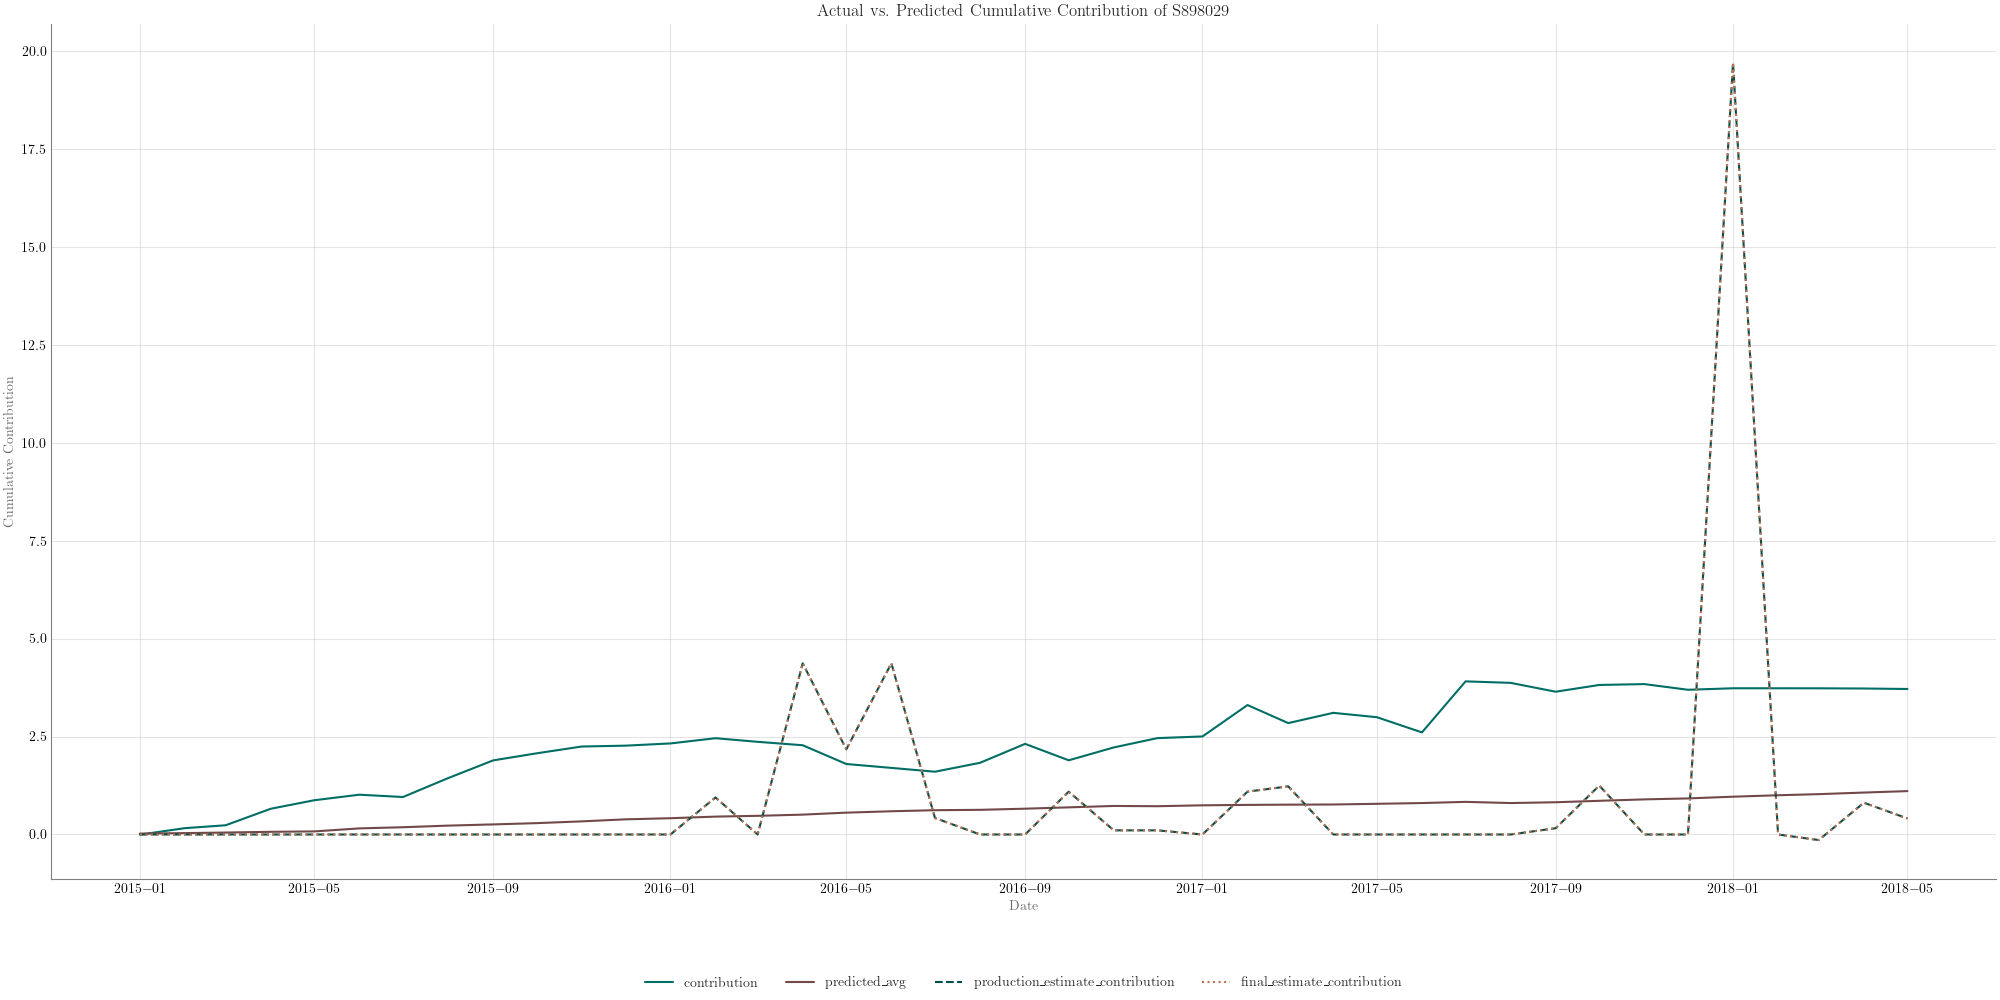 Actual vs. Predicted Cumulative Contribution of S898029
20.0
17.5
15.0
12.5
10.0
7.5
5.0
2.5
0.0
Cumulative Contribution
2015−01 2015−05 2015−09 2016−01 2016−05 2016−09 2017−01 2017−05 2017−09 2018−01 2018−05
Date
contribution predicted_avg production_estimate_contribution final_estimate_contribution